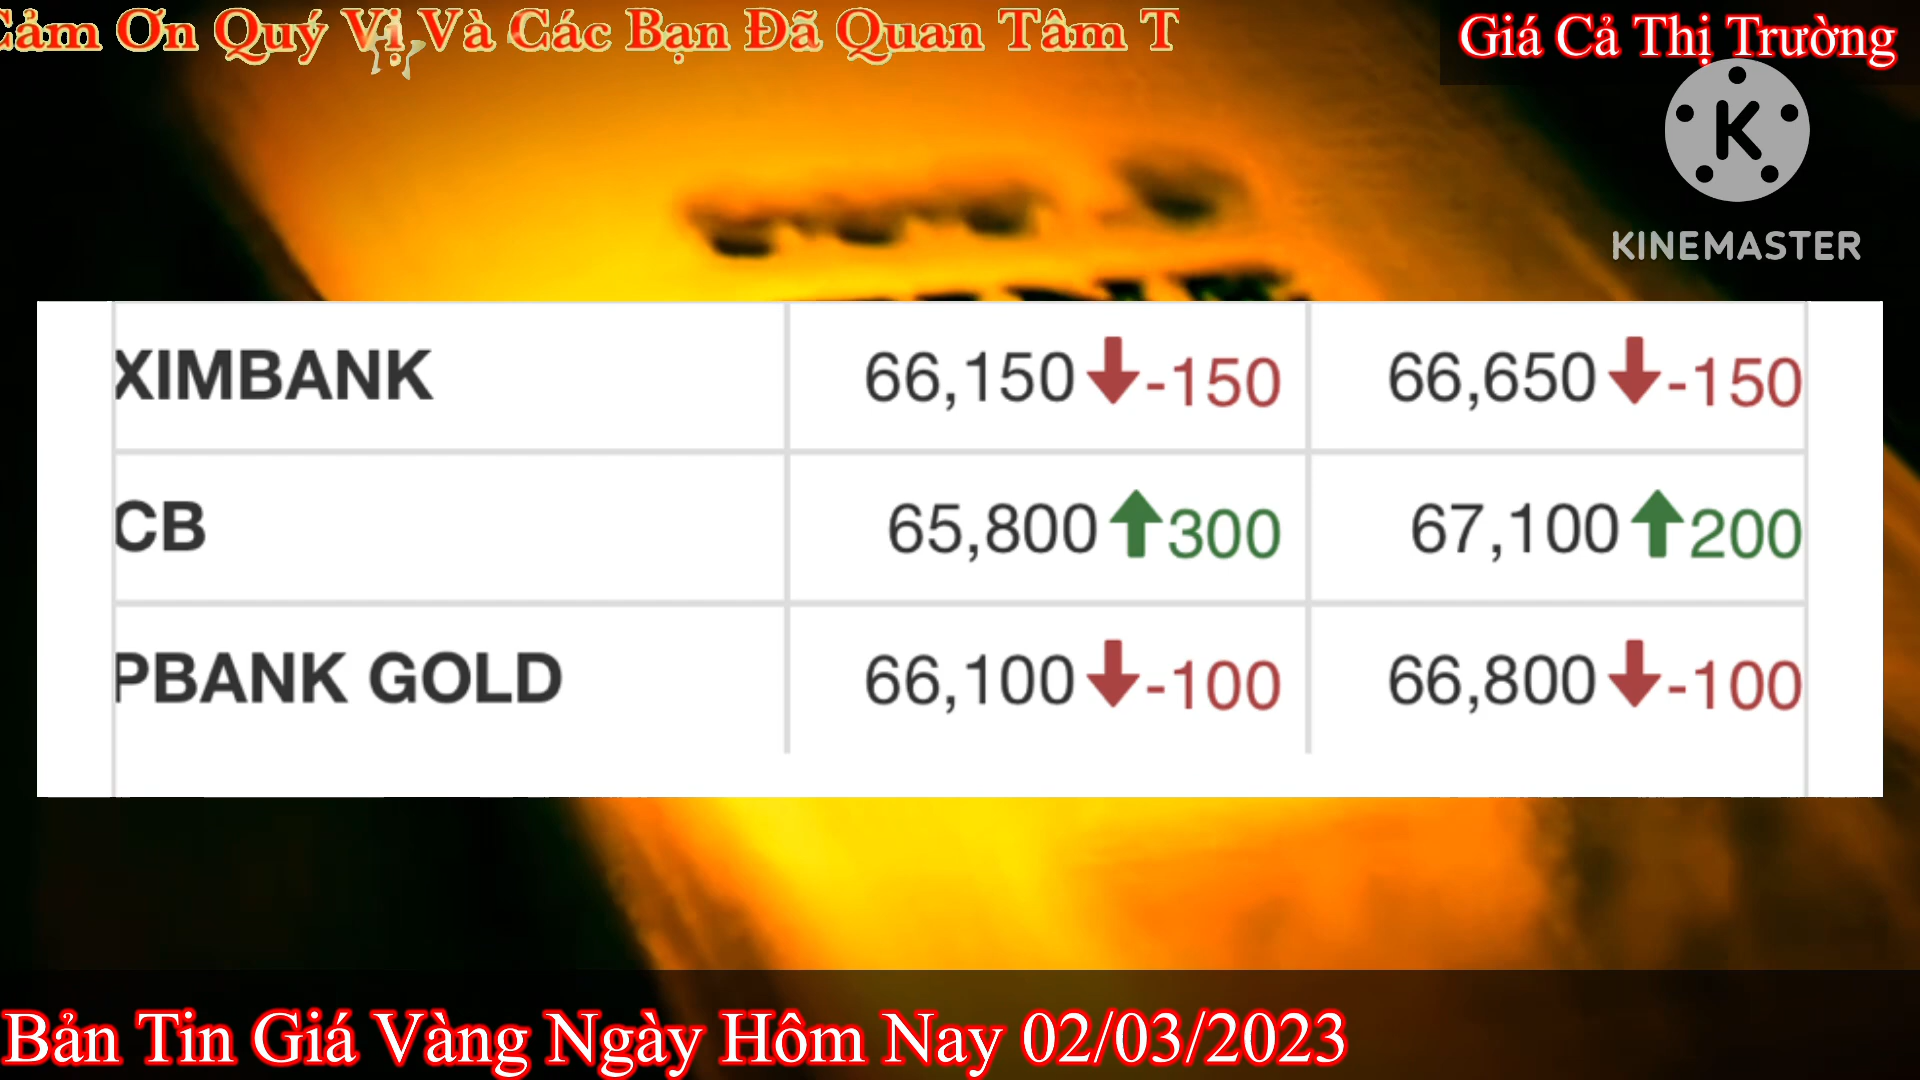 Cảm Ơn Quý Vị Và Các Bạn Đã Quan Tâm T
Giá Cả Thị Trường
K
KINEMASTER
XIMBANK 66,150 -150 66,650 -150
CB 65,800 300 67,100 200
PBANK GOLD 66,100 -100 66,800 -100
Bản Tin Giá Vàng Ngày Hôm Nay 02/03/2023